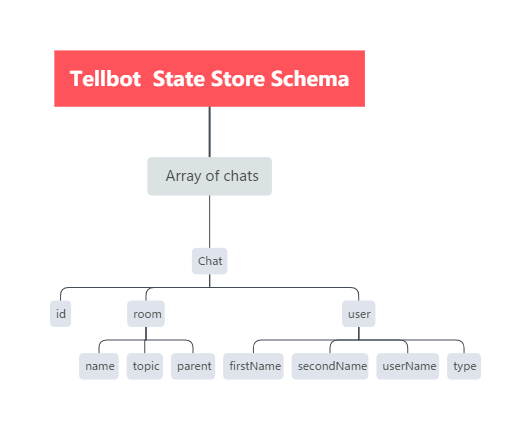 Tellbot State Store Schema
Array of chats
Chat
id
room
user
name
topic
parent
firstName
secondName
userName
type